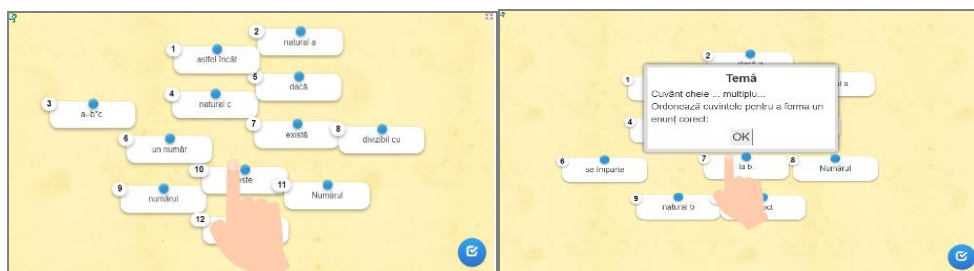 1
astfel încât
2
natural a
3
a=b*c
4
natural c
5
dacă
6
un număr
7
există
8
divizibil cu
9
numărul
10
este
11
Numărul
12
1
2
dacă a
4
Temă
Cuvânt cheie ... multiplu...
Ordonează cuvintele pentru a forma un
enunț corect:
OK
6
se împarte
7
la b.
8
Numărul
9
natural b